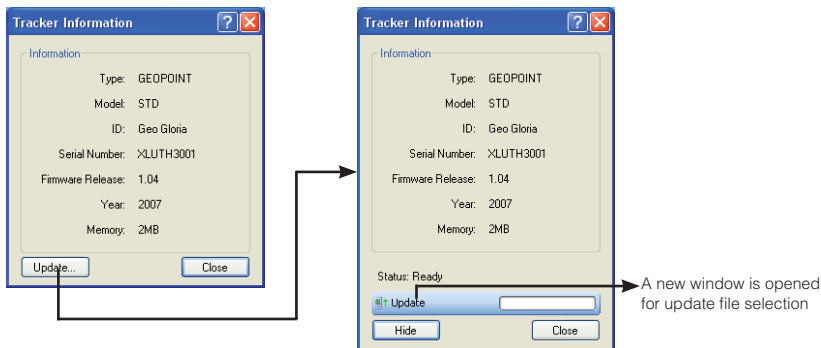 Tracker Information
Information
Type: GEOPOINT
Model: STD
ID: Geo Gloria
Serial Number: XLUTH3001
Firmware Release: 1.04
Year: 2007
Memory: 2MB
Update...
Close
Tracker Information
Information
Type: GEOPOINT
Model: STD
ID: Geo Gloria
Serial Number: XLUTH3001
Firmware Release: 1.04
Year: 2007
Memory: 2MB
Status: Ready
Update
Hide
Close
A new window is opened
for update file selection